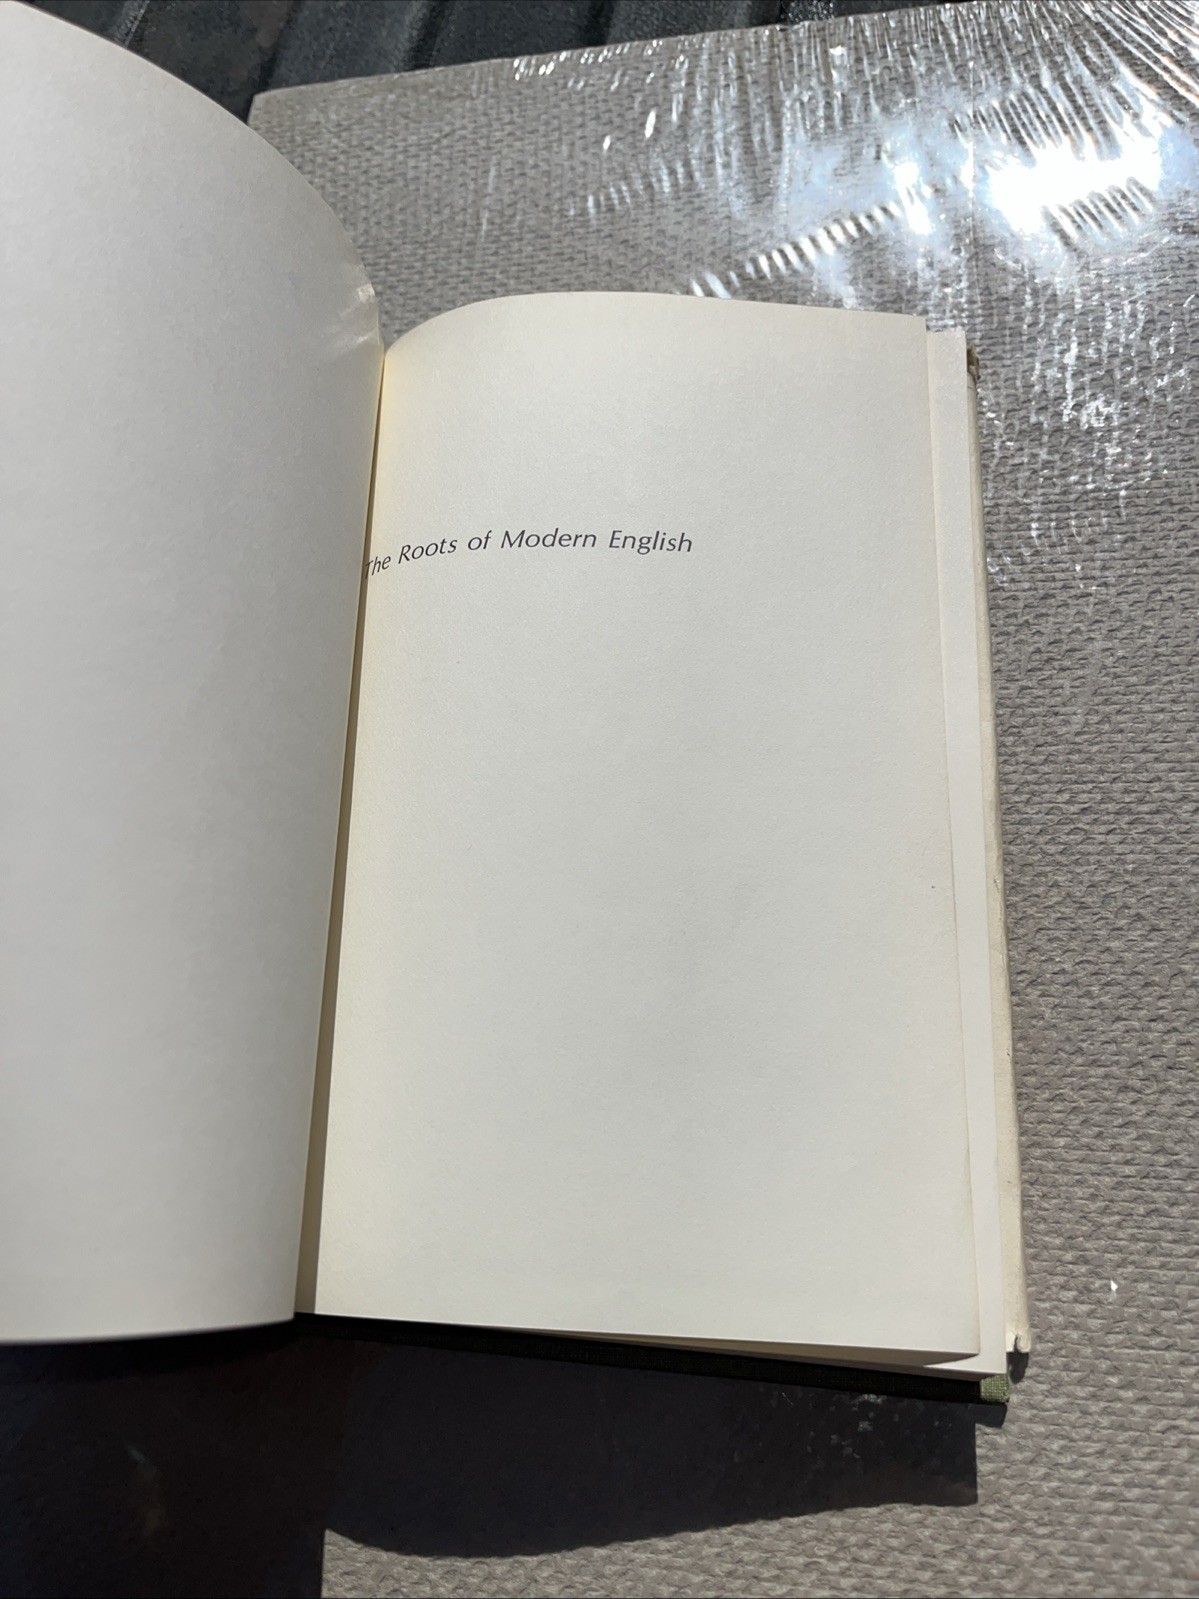 The Roots of Modern English